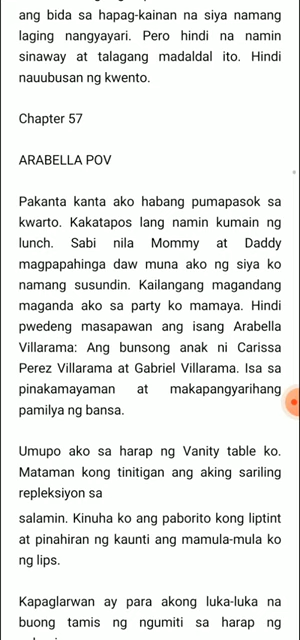 ang bida sa hapag-kainan na siya namang
laging nangyayari. Pero hindi na namin
sinaway at talagang madaldal ito. Hindi
nauubusan ng kwento.
Chapter 57
ARABELLA POV
Pakanta kanta ako habang pumapasok sa
kwarto. Kakatapos lang namin kumain ng
lunch. Sabi nila Mommy at Daddy
magpapahinga daw muna ako ng siya ko
namang susundin. Kailangang magandang
maganda ako sa party ko mamaya. Hindi
pwedeng masapawan ang isang Arabella
Villarama: Ang bunsong anak ni Carissa
Perez Villarama at Gabriel Villarama. Isa sa
pinakamayaman at makapangyarihang
pamilya ng bansa.
Umupo ako sa harap ng Vanity table ko.
Mataman kong tinitigan ang aking sariling
repleksiyon sa
salamin. Kinuha ko ang paborito kong liptint
at pinahiran ng kaunti ang mamula-mula ko
ng lips.
Kapaglarwan ay para akong luka-luka na
buong tamis ng ngumiti sa harap ng